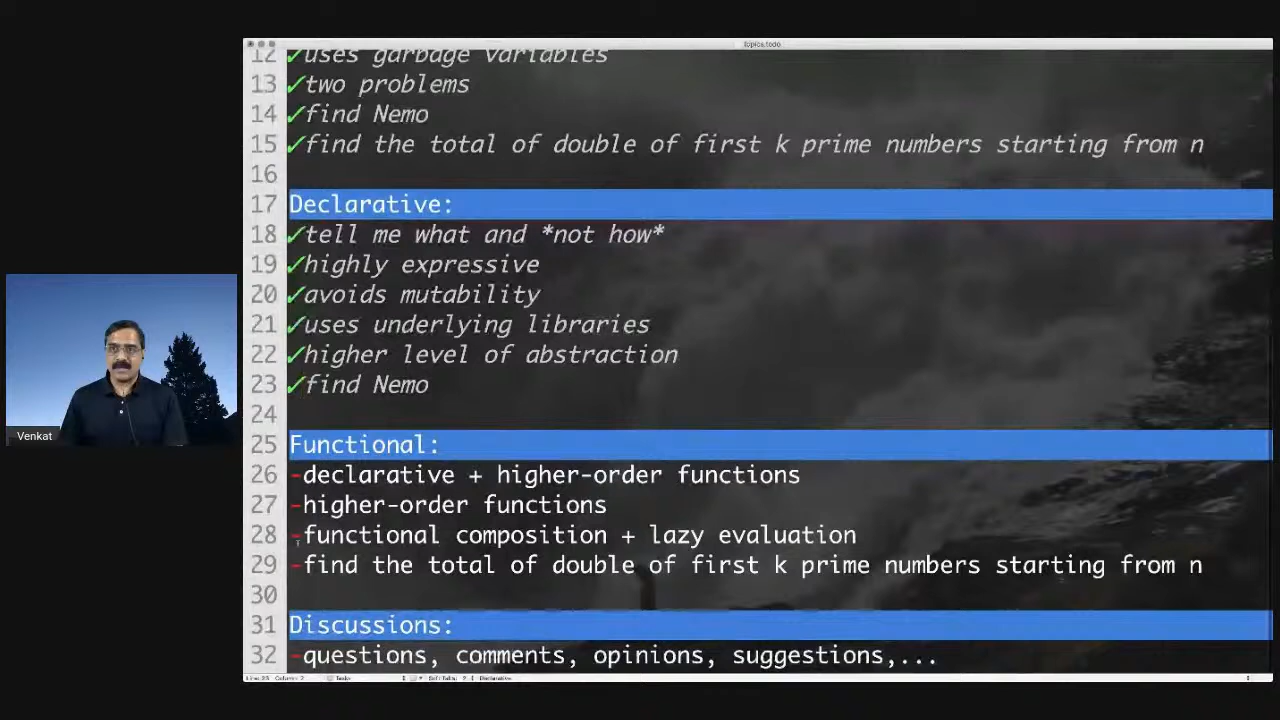 topics.todo
12 ✓uses garbage variables
13 ✓two problems
14 ✓find Nemo
15 ✓find the total of double of first k prime numbers starting from n
16
17 Declarative:
18 ✓tell me what and *not how*
19 ✓highly expressive
20 ✓avoids mutability
21 ✓uses underlying libraries
22 ✓higher level of abstraction
23 ✓find Nemo
24
25 Functional:
26 -declarative + higher-order functions
27 -higher-order functions
28 -functional composition + lazy evaluation
29 -find the total of double of first k prime numbers starting from n
30
31 Discussions:
32 -questions, comments, opinions, suggestions,...
Venkat